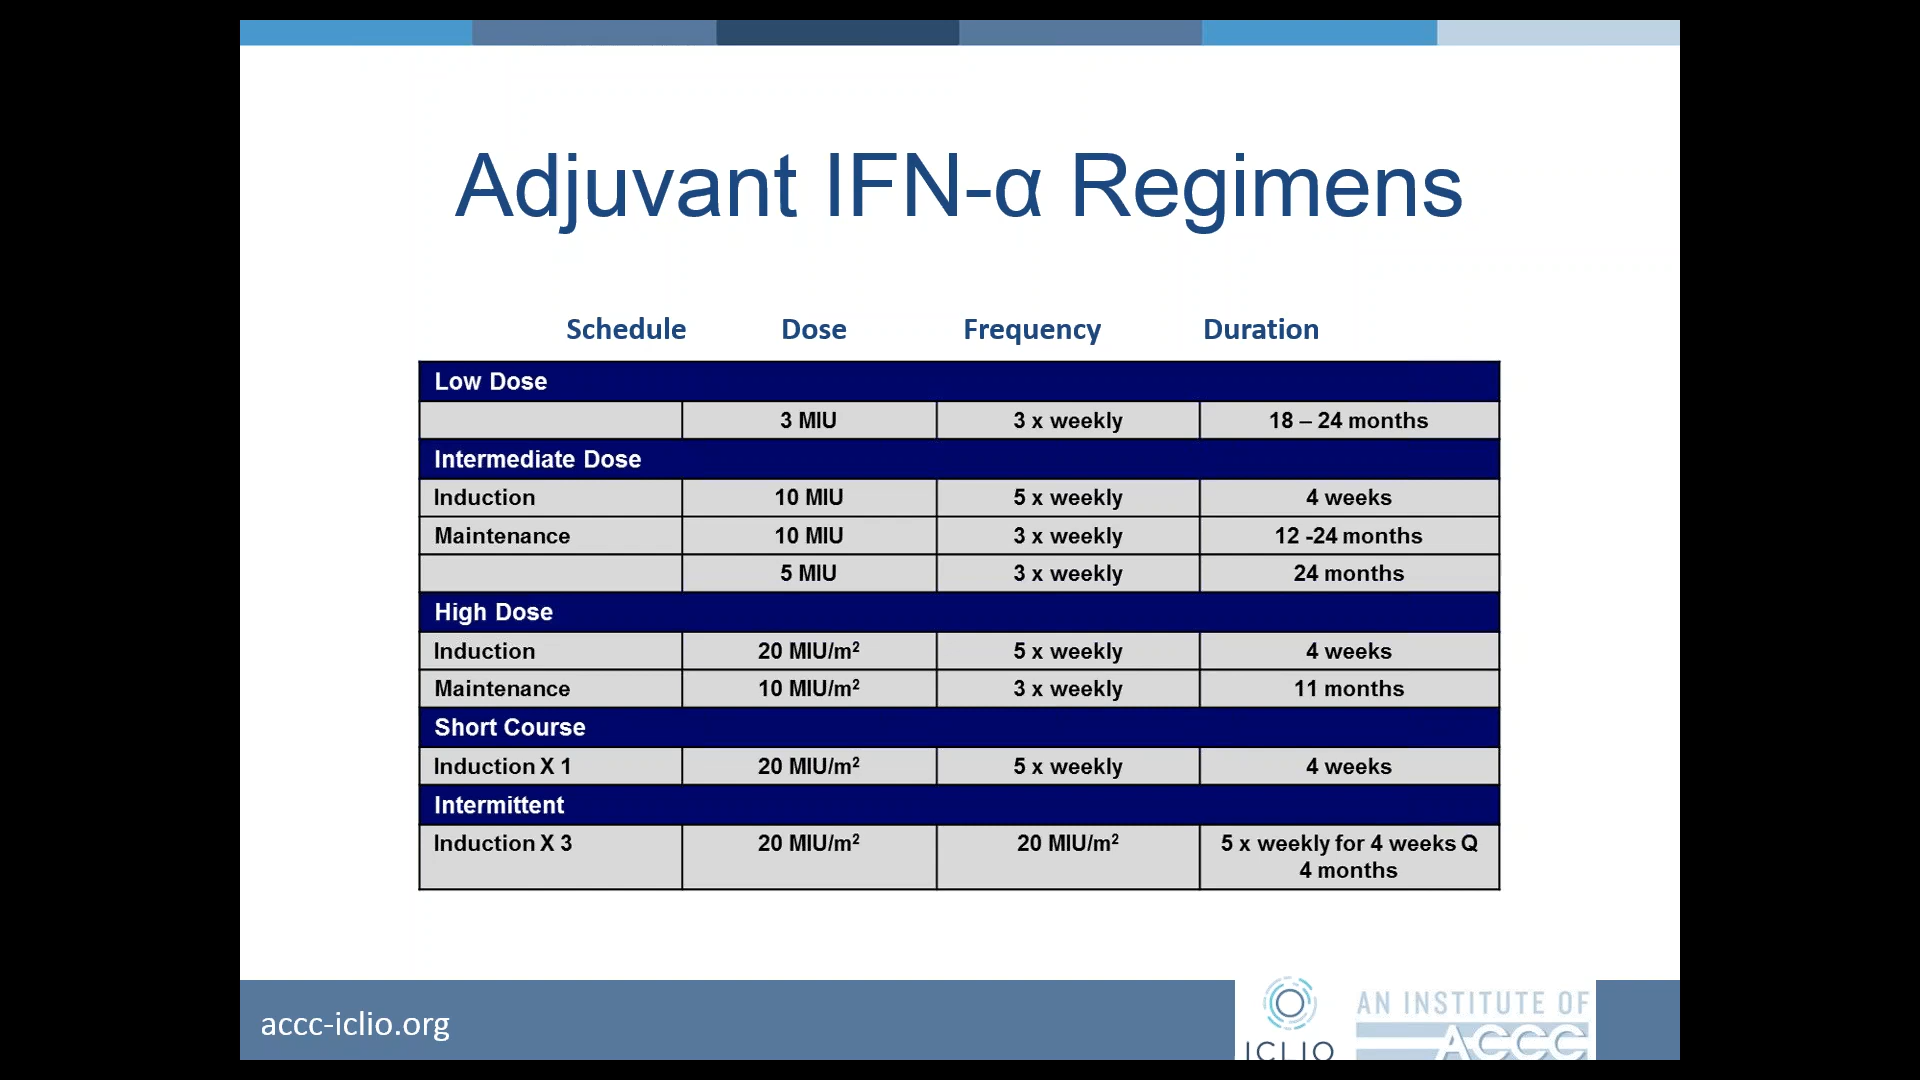 Adjuvant IFN-α Regimens
Schedule Dose Frequency Duration
Low Dose
3 MIU 3 x weekly 18 – 24 months
Intermediate Dose
Induction 10 MIU 5 x weekly 4 weeks
Maintenance 10 MIU 3 x weekly 12 -24 months
5 MIU 3 x weekly 24 months
High Dose
Induction 20 MIU/m² 5 x weekly 4 weeks
Maintenance 10 MIU/m² 3 x weekly 11 months
Short Course
Induction X 1 20 MIU/m² 5 x weekly 4 weeks
Intermittent
Induction X 3 20 MIU/m² 20 MIU/m² 5 x weekly for 4 weeks Q
4 months
accc-iclio.org
ICLIO
AN INSTITUTE OF
ACCC